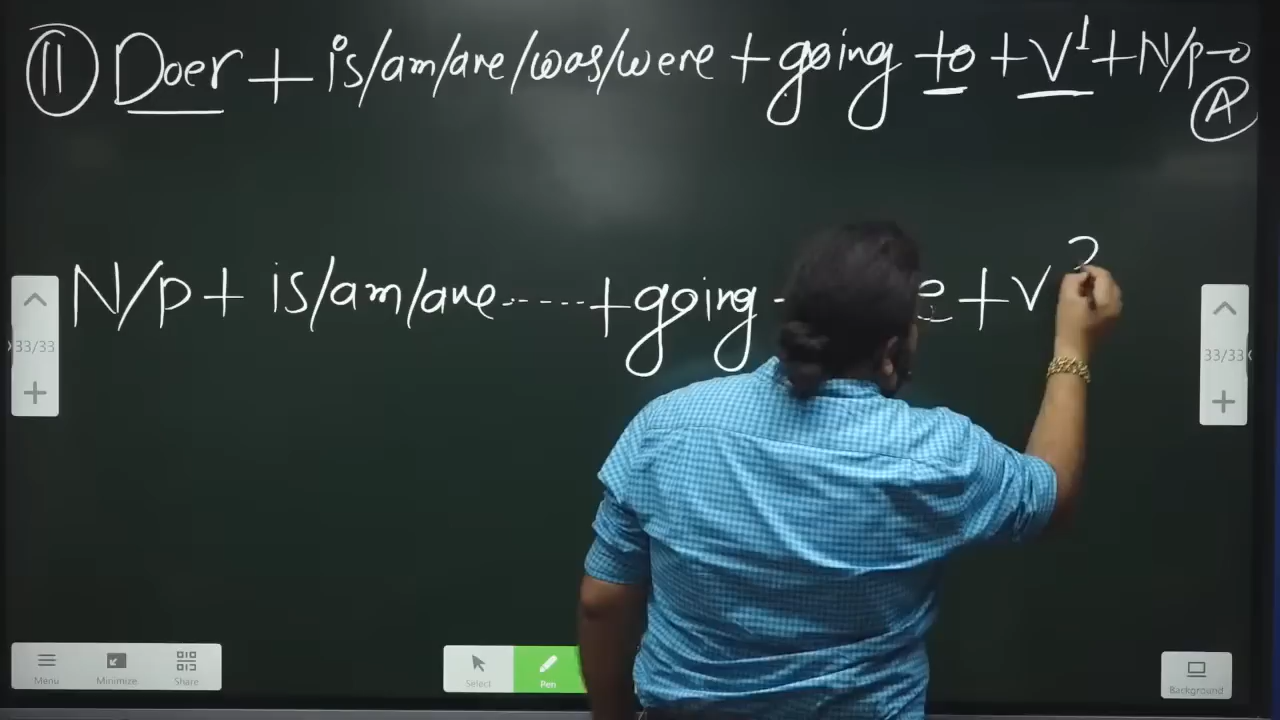 11 Doer + is/am/are/was/were + going to + V¹ + N/p-o
A
N/p + is/am/are ----- + going e + V³
33/33
33/33
Menu Minimize Share Select Pen Background